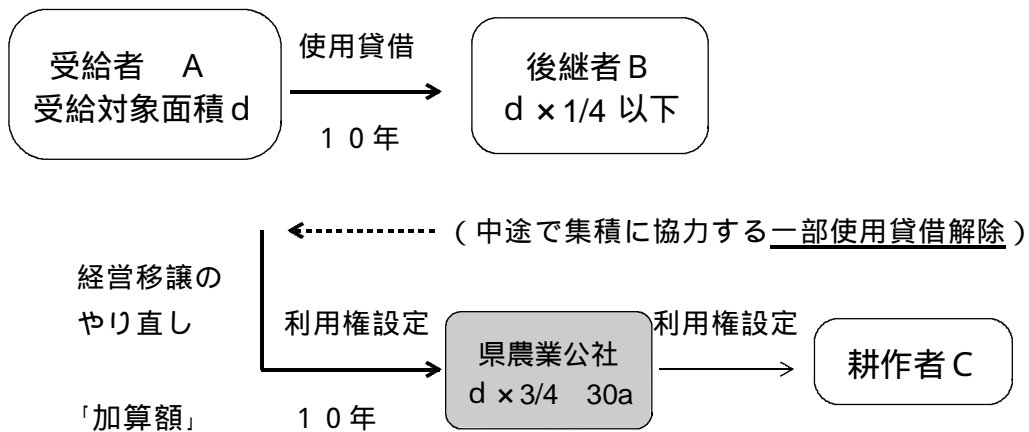 受給者　A
受給対象面積ｄ
使用貸借
１０年
後継者Ｂ
ｄ×1/4 以下
（中途で集積に協力する一部使用貸借解除）
経営移譲の
やり直し
利用権設定
県農業公社
ｄ×3/4　30a
利用権設定
耕作者Ｃ
「加算額」
１０年